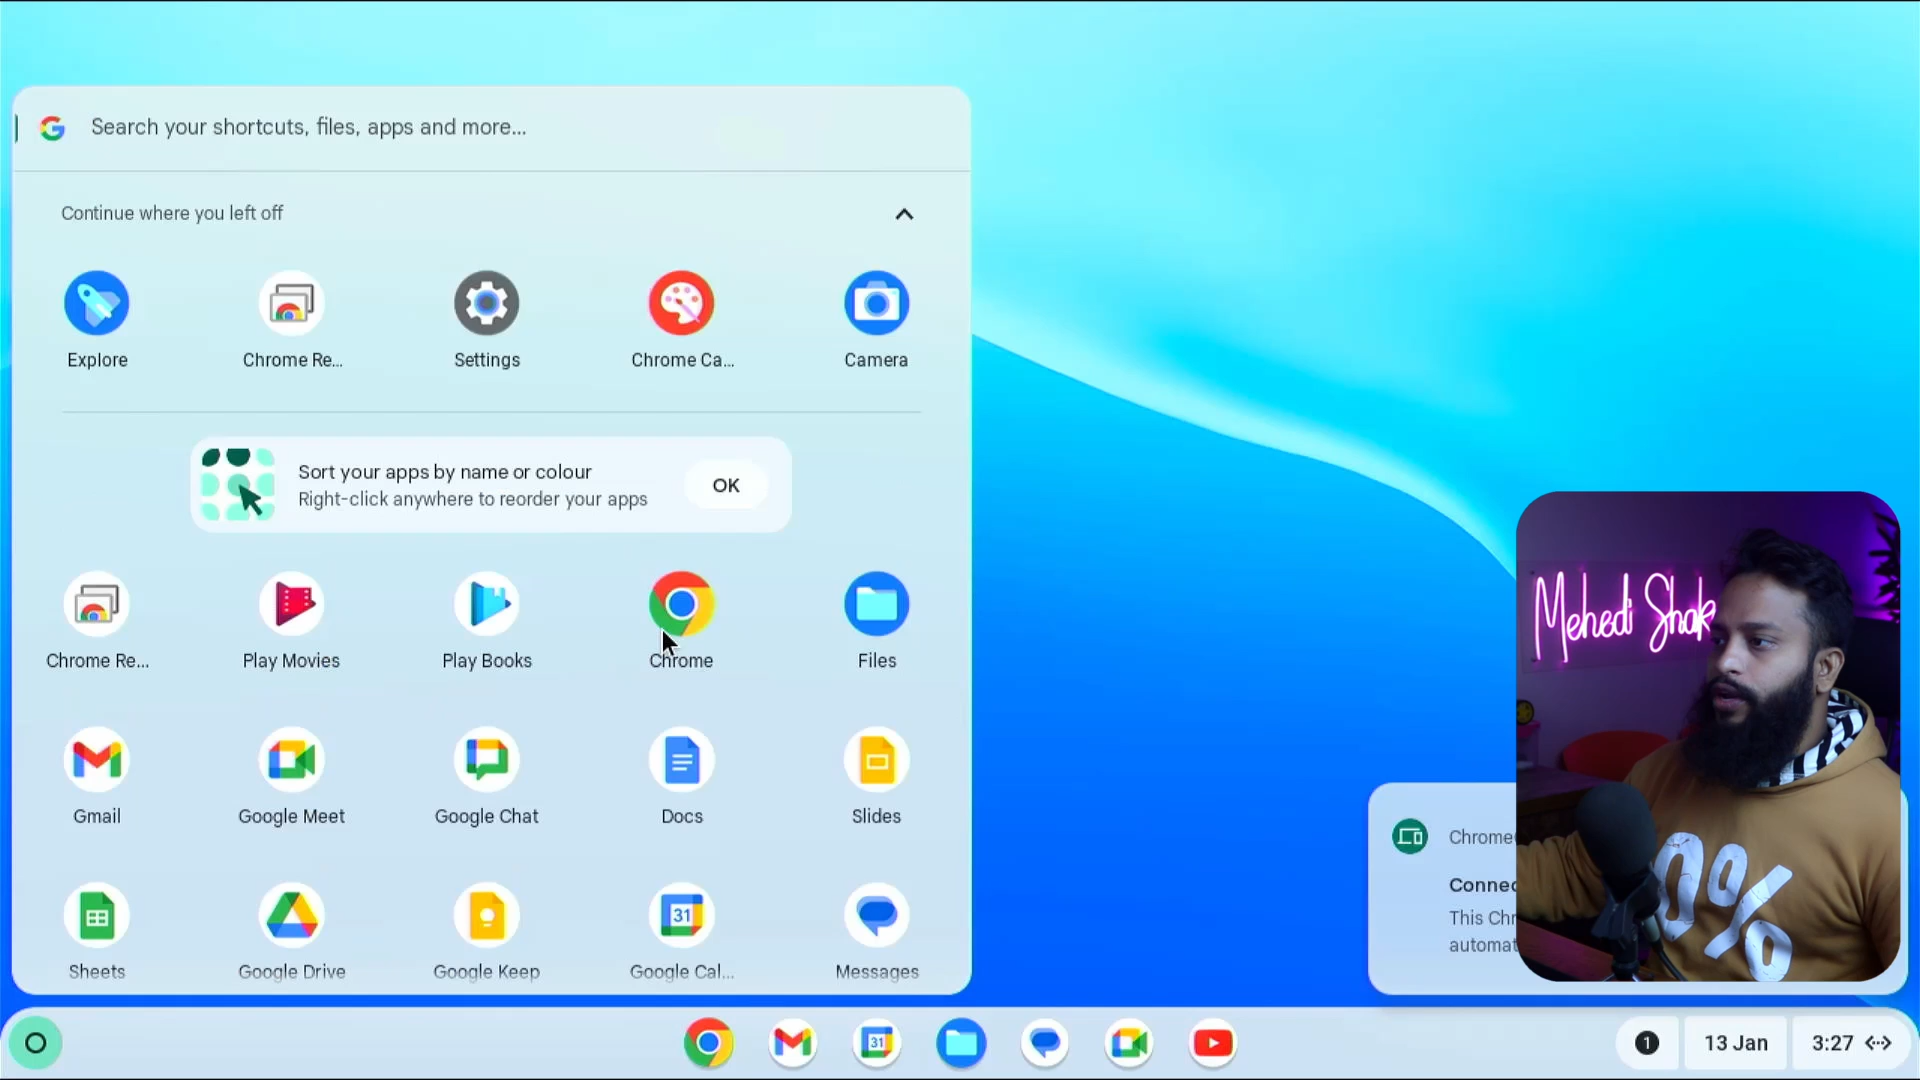 Search your shortcuts, files, apps and more...
Continue where you left off
Explore
Chrome Re...
Settings
Chrome Ca...
Camera
Sort your apps by name or colour
Right-click anywhere to reorder your apps
OK
Chrome Re...
Play Movies
Play Books
Chrome
Files
Gmail
Google Meet
Google Chat
Docs
Slides
31
Sheets
Google Drive
Google Keep
Google Cal...
Messages
Mehedi Shak
Chrome
Connec
This Chr
automat
0%
31
1
13 Jan
3:27